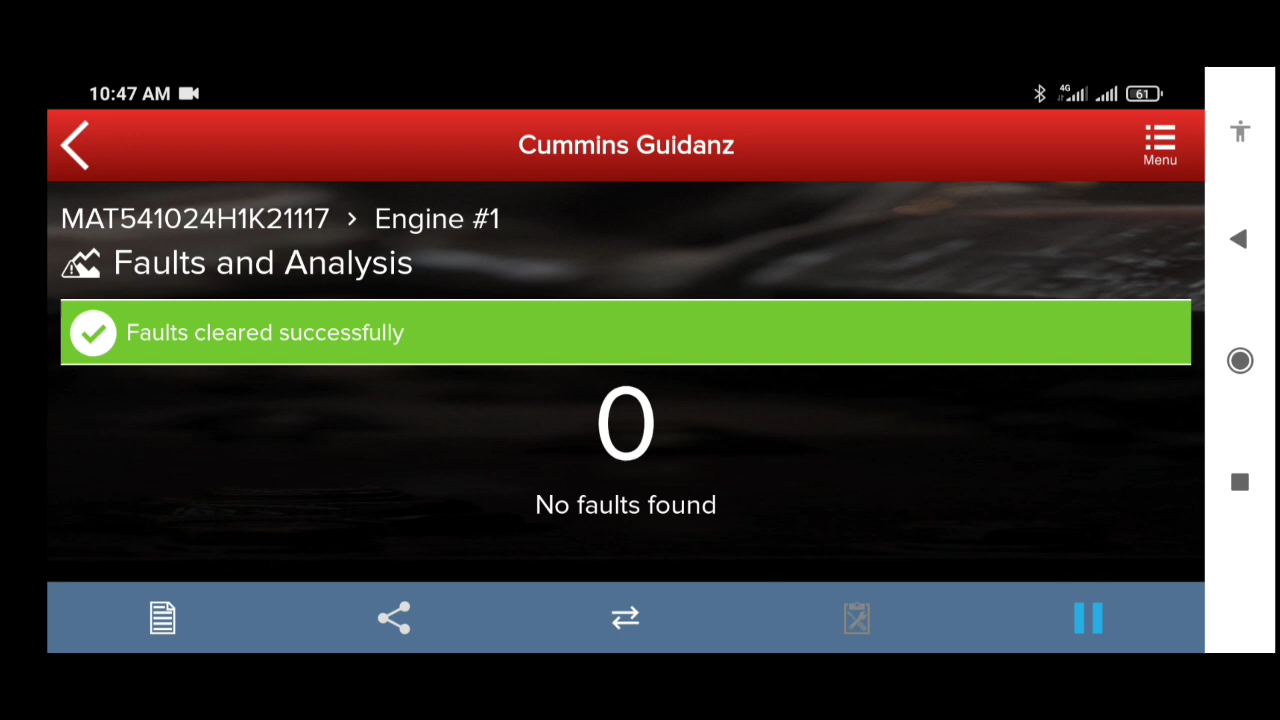 10:47 AM
4G
61
Cummins Guidanz
Menu
MAT541024H1K21117 > Engine #1
Faults and Analysis
Faults cleared successfully
0
No faults found